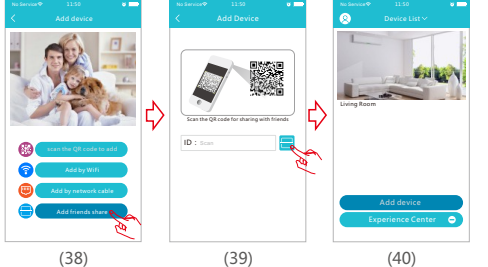 No Service 11:50
Add device
scan the QR code to add
Add by WiFi
Add by network cable
Add friends share
(38)
No Service 11:50
Add Device
Scan the QR code for sharing with friends
ID : Scan
(39)
No Service 11:50
Device List
Living Room
Add device
Experience Center
(40)